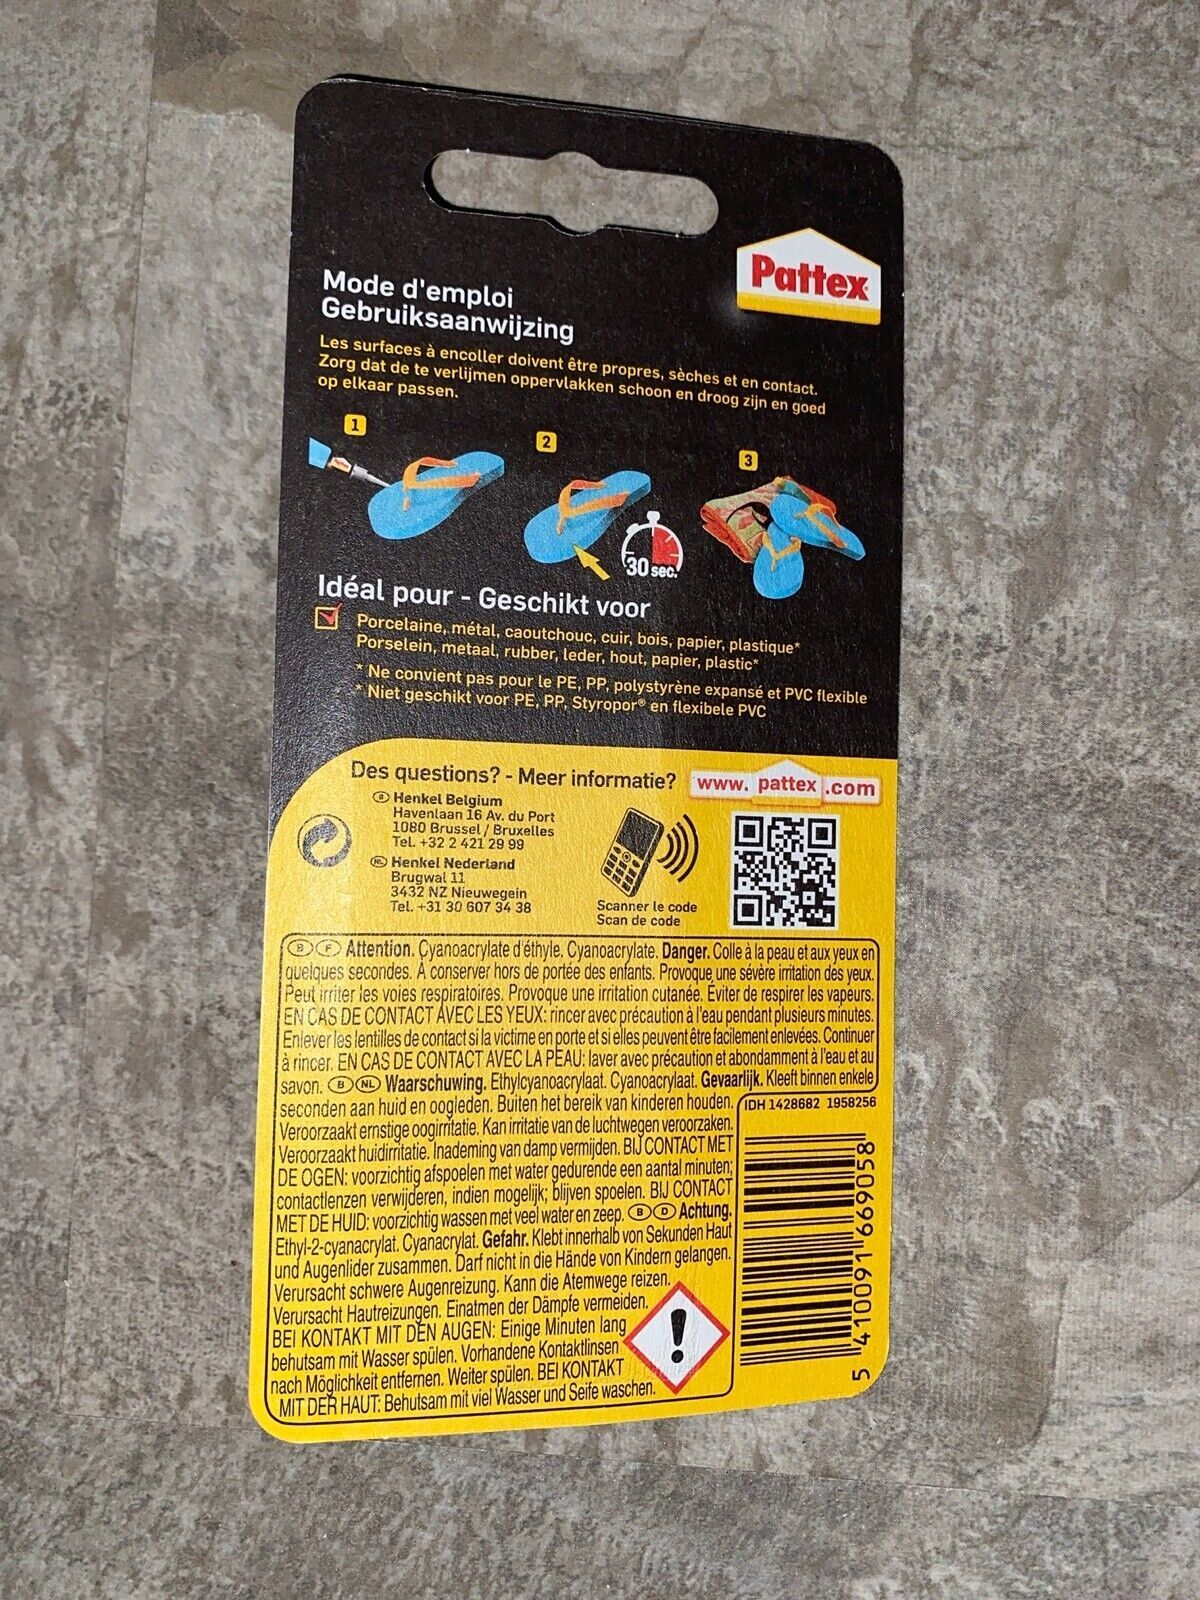 Pattex
Mode d'emploi
Gebruiksaanwijzing
Les surfaces à encoller doivent être propres, sèches et en contact.
Zorg dat de te verlijmen oppervlakken schoon en droog zijn en goed
op elkaar passen.
1
2
3
30 sec.
Idéal pour - Geschikt voor
Porcelaine, métal, caoutchouc, cuir, bois, papier, plastique*
Porselein, metaal, rubber, leder, hout, papier, plastic*
* Ne convient pas pour le PE, PP, polystyrène expansé et PVC flexible
* Niet geschikt voor PE, PP, Styropor® en flexibele PVC
Des questions? - Meer informatie?
www.pattex.com
B Henkel Belgium
Havenlaan 16 Av. du Port
1080 Brussel / Bruxelles
Tel. +32 2 421 29 99
NL Henkel Nederland
Brugwal 11
3432 NZ Nieuwegein
Tel. +31 30 607 34 38
Scanner le code
Scan de code
B F Attention. Cyanoacrylate d'éthyle. Cyanoacrylate. Danger. Colle à la peau et aux yeux en
quelques secondes. À conserver hors de portée des enfants. Provoque une sévère irritation des yeux.
Peut irriter les voies respiratoires. Provoque une irritation cutanée. Éviter de respirer les vapeurs.
EN CAS DE CONTACT AVEC LES YEUX: rincer avec précaution à l'eau pendant plusieurs minutes.
Enlever les lentilles de contact si la victime en porte et si elles peuvent être facilement enlevées. Continuer
à rincer. EN CAS DE CONTACT AVEC LA PEAU: laver avec précaution et abondamment à l'eau et au
savon. B NL Waarschuwing. Ethylcyanoacrylaat. Cyanoacrylaat. Gevaarlijk. Kleeft binnen enkele
seconden aan huid en oogleden. Buiten het bereik van kinderen houden.
Veroorzaakt ernstige oogirritatie. Kan irritatie van de luchtwegen veroorzaken.
Veroorzaakt huidirritatie. Inademing van damp vermijden. BIJ CONTACT MET
DE OGEN: voorzichtig afspoelen met water gedurende een aantal minuten;
contactlenzen verwijderen, indien mogelijk; blijven spoelen. BIJ CONTACT
MET DE HUID: voorzichtig wassen met veel water en zeep. B D Achtung.
Ethyl-2-cyanacrylat. Cyanacrylat. Gefahr. Klebt innerhalb von Sekunden Haut
und Augenlider zusammen. Darf nicht in die Hände von Kindern gelangen.
Verursacht schwere Augenreizung. Kann die Atemwege reizen.
Verursacht Hautreizungen. Einatmen der Dämpfe vermeiden.
BEI KONTAKT MIT DEN AUGEN: Einige Minuten lang
behutsam mit Wasser spülen. Vorhandene Kontaktlinsen
nach Möglichkeit entfernen. Weiter spülen. BEI KONTAKT
MIT DER HAUT: Behutsam mit viel Wasser und Seife waschen.
IDH 1428682 1958256
5 410091 669058